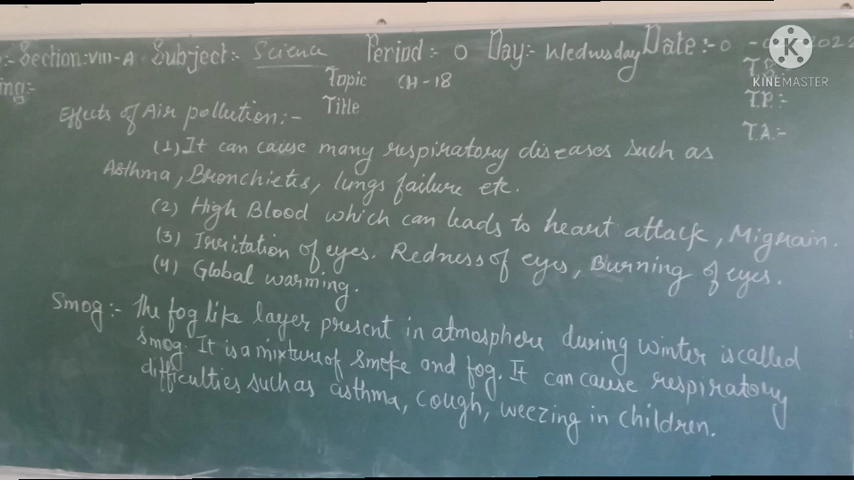 :- Section:-VIII-A Subject:- Science Period:- 0 Day:- Wednesday Date:-0
Topic CH-18
Title
T.P.:-
T.A:-
KINEMASTER
Effects of Air pollution:-
(1) It can cause many respiratory diseases such as
Asthma, Bronchietis, lungs failure etc.
(2) High Blood which can leads to heart attack, Migrain.
(3) Irritation of eyes. Redness of eyes, Burning of eyes.
(4) Global warming.
Smog:- The fog like layer present in atmosphere during winter is called
smog. It is a mixture of smoke and fog. It can cause respiratory
difficulties such as asthma, cough, weezing in children.